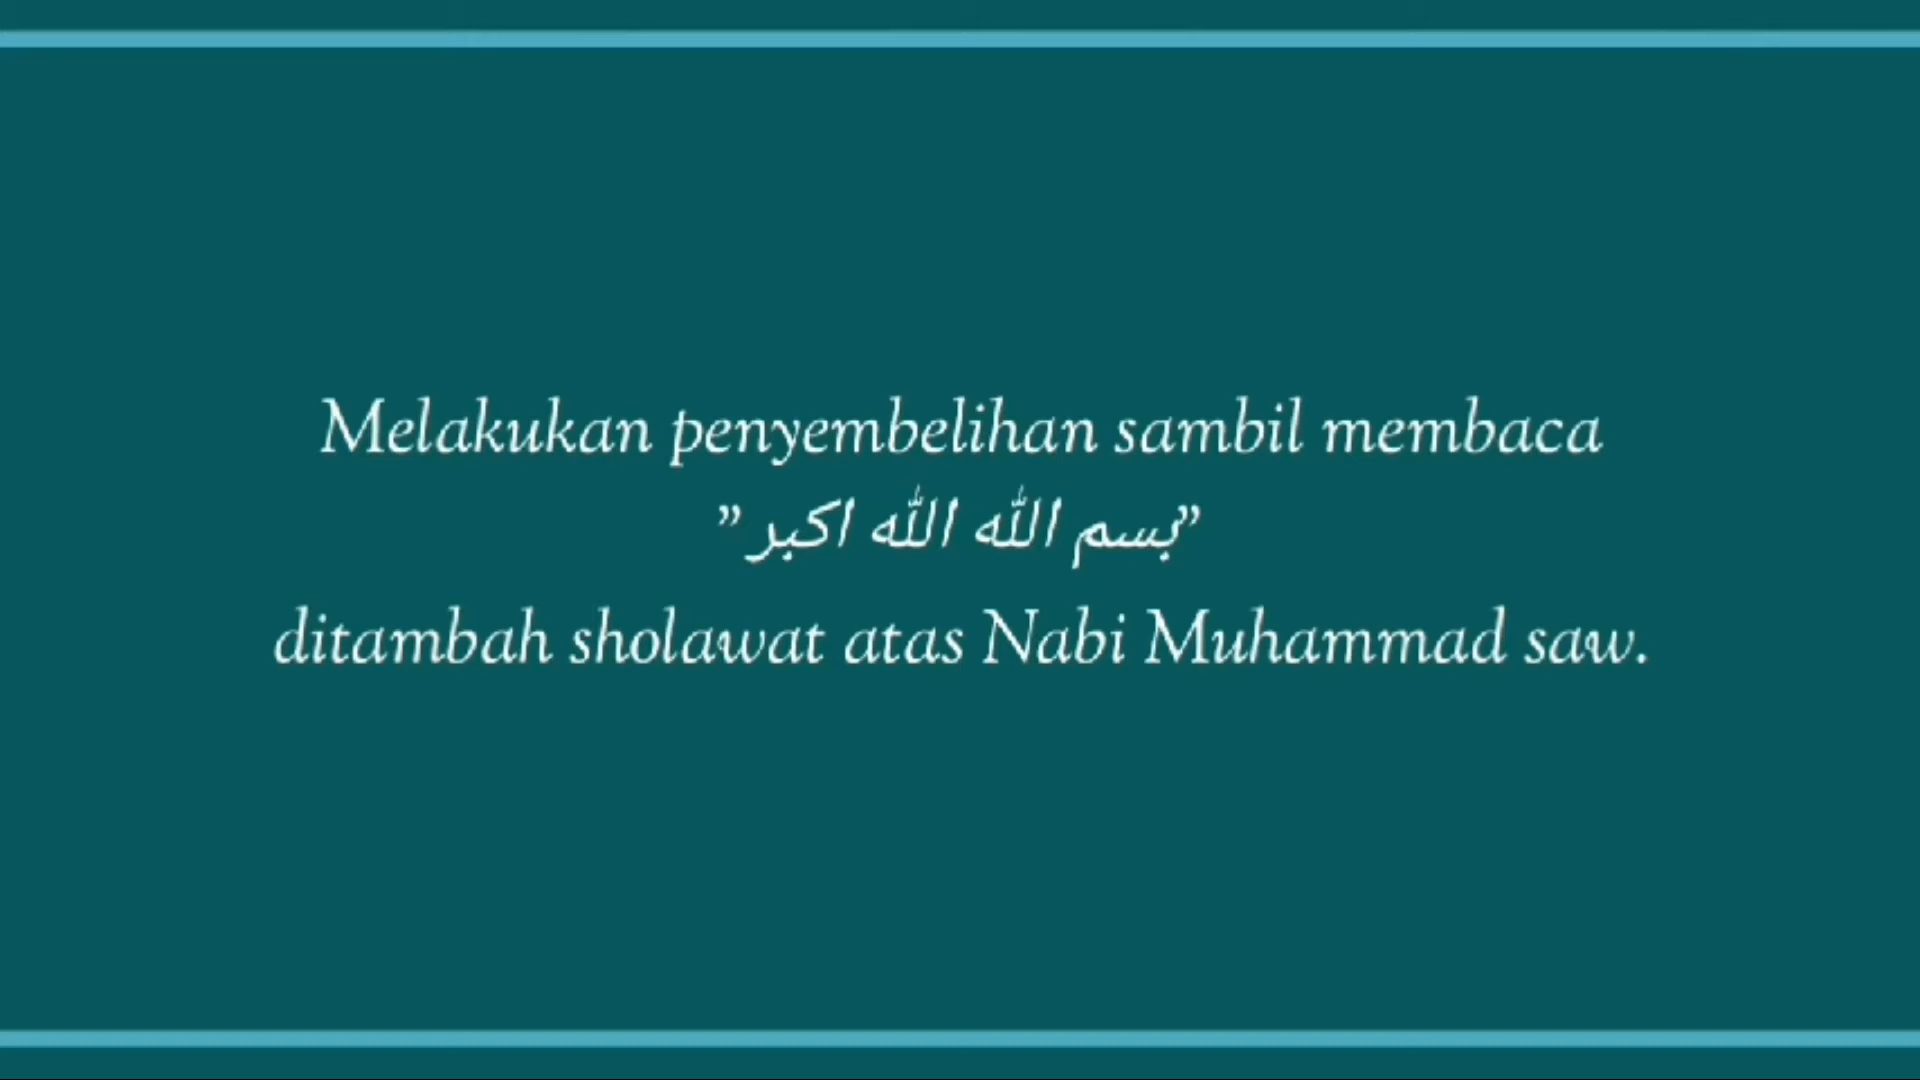 Melakukan penyembelihan sambil membaca
”بسم الله الله اكبر”
ditambah sholawat atas Nabi Muhammad saw.